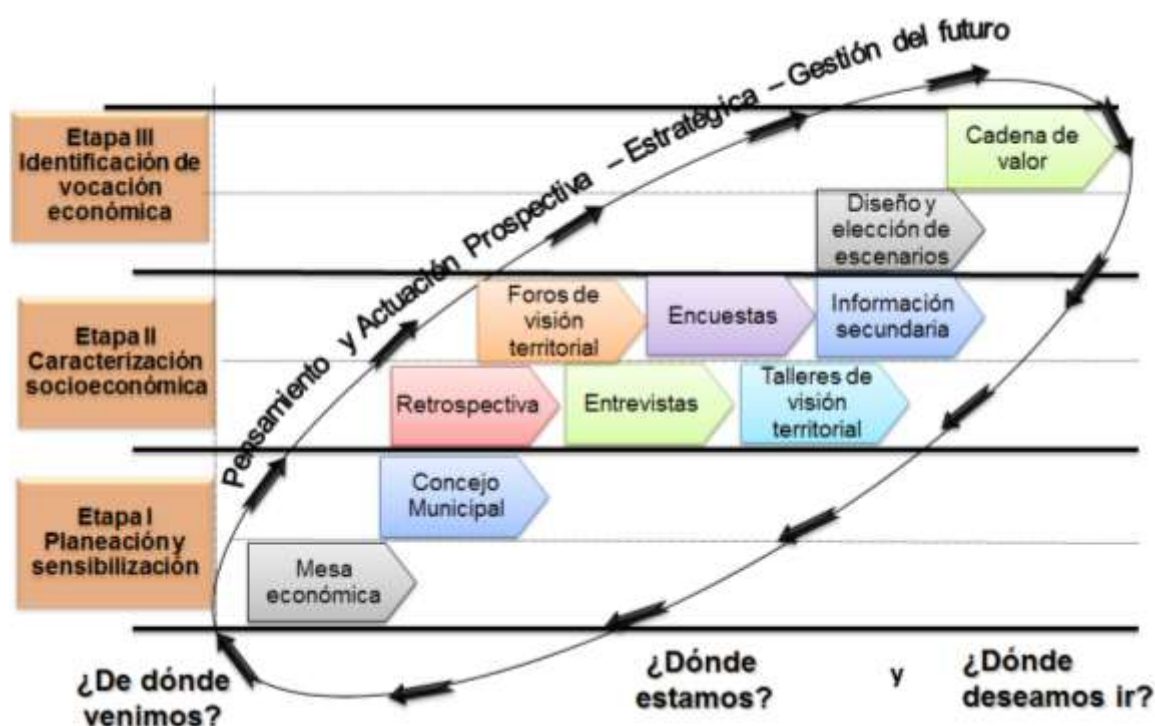 Pensamiento y Actuación Prospectiva – Estratégica – Gestión del futuro
Etapa III
Identificación de
vocación
económica
Cadena de
valor
Diseño y
elección de
escenarios
Etapa II
Caracterización
socioeconómica
Foros de
visión
territorial
Encuestas
Información
secundaria
Retrospectiva
Entrevistas
Talleres de
visión
territorial
Etapa I
Planeación y
sensibilización
Concejo
Municipal
Mesa
económica
¿De dónde
venimos?
¿Dónde
estamos?
y
¿Dónde
deseamos ir?